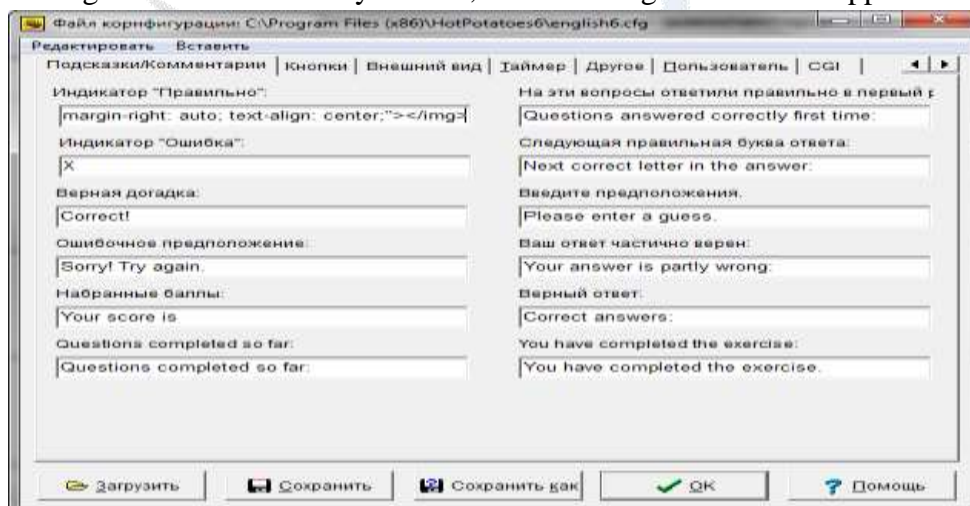 Файл корнфигурации: C:\Program Files (x86)\HotPotatoes6\english6.cfg
Редактировать Вставить
Подсказки/Комментарии Кнопки Внешний вид Таймер Другое Пользователь CGI
Индикатор "Правильно": На эти вопросы ответили правильно в первый р
margin-right: auto; text-align: center;"></img> Questions answered correctly first time:
Индикатор "Ошибка": Следующая правильная буква ответа:
X Next correct letter in the answer:
Верная догадка: Введите предположения.
Correct! Please enter a guess.
Ошибочное предположение: Ваш ответ частично верен:
Sorry! Try again. Your answer is partly wrong:
Набранные баллы: Верный ответ:
Your score is Correct answers:
Questions completed so far: You have completed the exercise:
Questions completed so far: You have completed the exercise.
Загрузить Сохранить Сохранить как OK Помощь